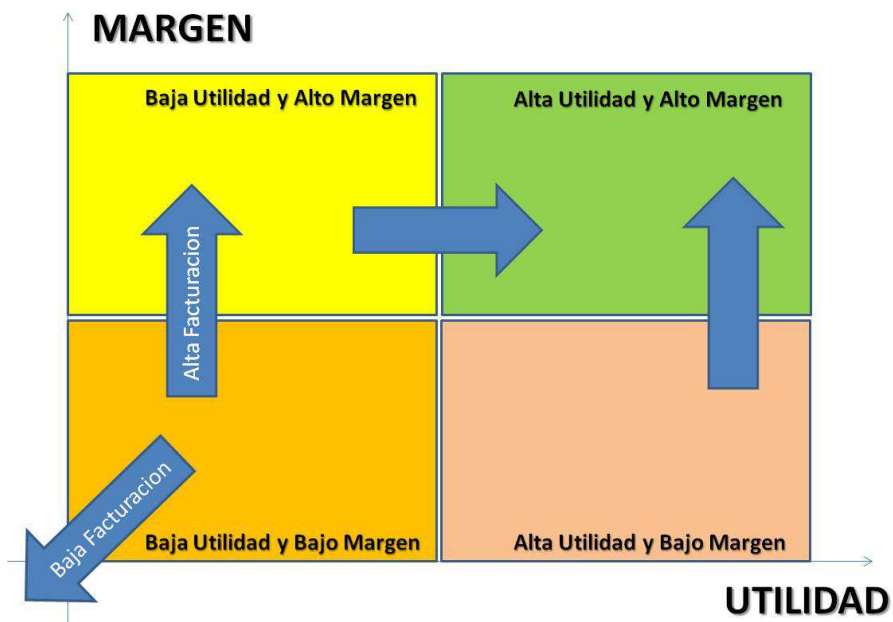 MARGEN
Baja Utilidad y Alto Margen
Alta Utilidad y Alto Margen
Alta Facturacion
Baja Facturacion
Baja Utilidad y Bajo Margen
Alta Utilidad y Bajo Margen
UTILIDAD